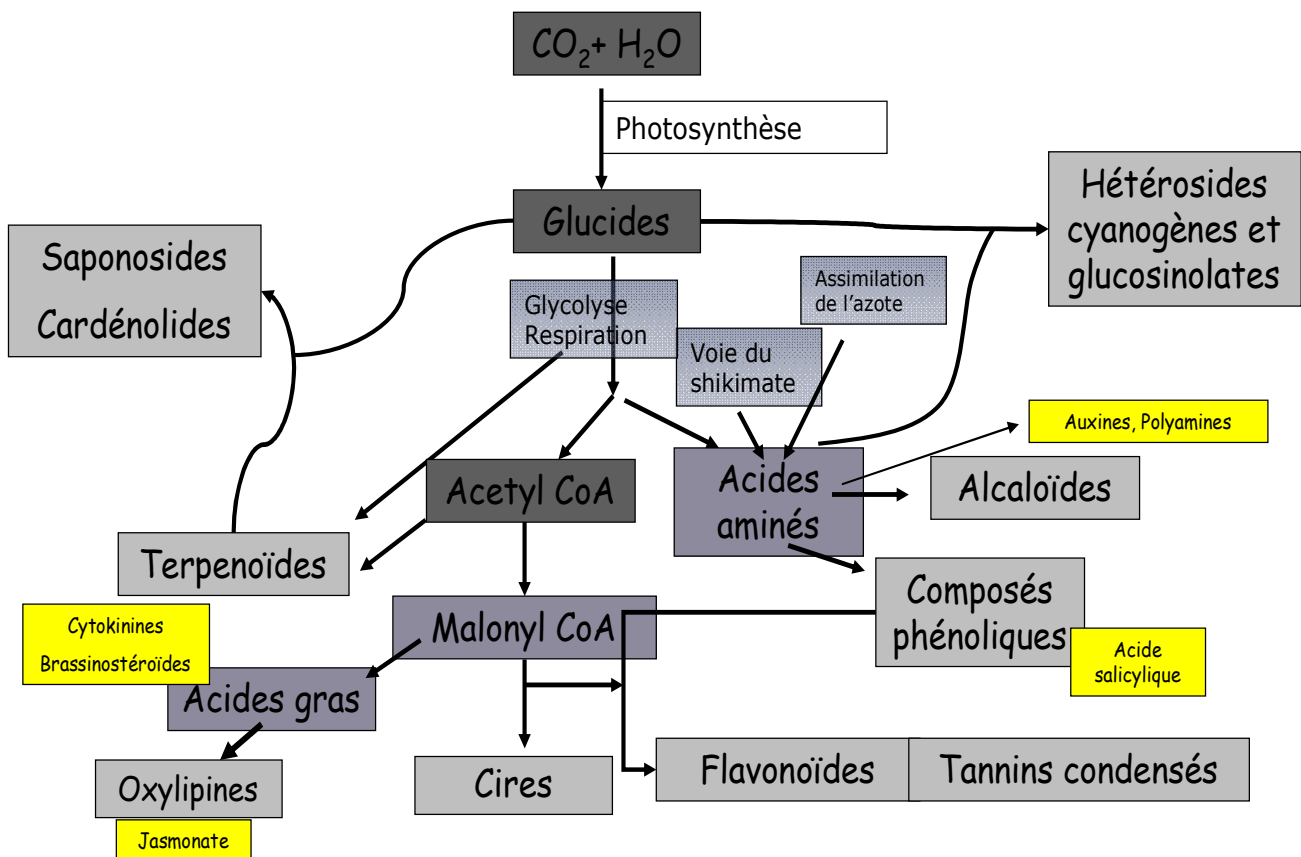 CO₂+ H₂O
Photosynthèse
Glucides
Hétérosides
cyanogènes et
glucosinolates
Saponosides
Cardénolides
Glycolyse
Respiration
Assimilation
de l'azote
Voie du
shikimate
Auxines, Polyamines
Acetyl CoA
Acides
aminés
Alcaloïdes
Terpenoïdes
Composés
phénoliques
Cytokinines
Brassinostéroïdes
Malonyl CoA
Acide
salicylique
Acides gras
Oxylipines
Cires
Flavonoïdes
Tannins condensés
Jasmonate